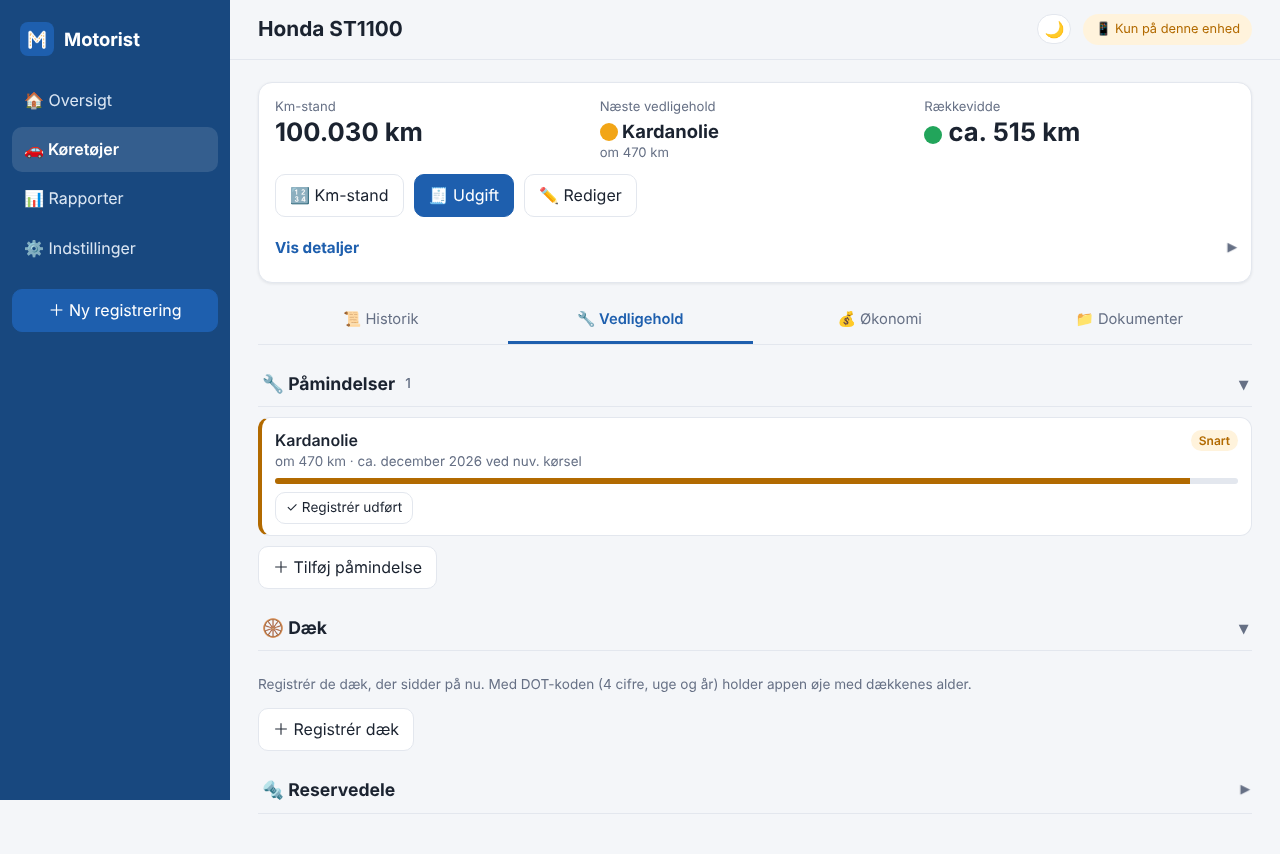 Motorist
Oversigt
Køretøjer
Rapporter
Indstillinger
+ Ny registrering
Honda ST1100
Kun på denne enhed
Km-stand
100.030 km
Næste vedligehold
Kardanolie
om 470 km
Rækkevidde
ca. 515 km
Km-stand
Udgift
Rediger
Vis detaljer
Historik
Vedligehold
Økonomi
Dokumenter
Påmindelser 1
Kardanolie
Snart
om 470 km · ca. december 2026 ved nuv. kørsel
✓ Registrér udført
+ Tilføj påmindelse
Dæk
Registrér de dæk, der sidder på nu. Med DOT-koden (4 cifre, uge og år) holder appen øje med dækkenes alder.
+ Registrér dæk
Reservedele